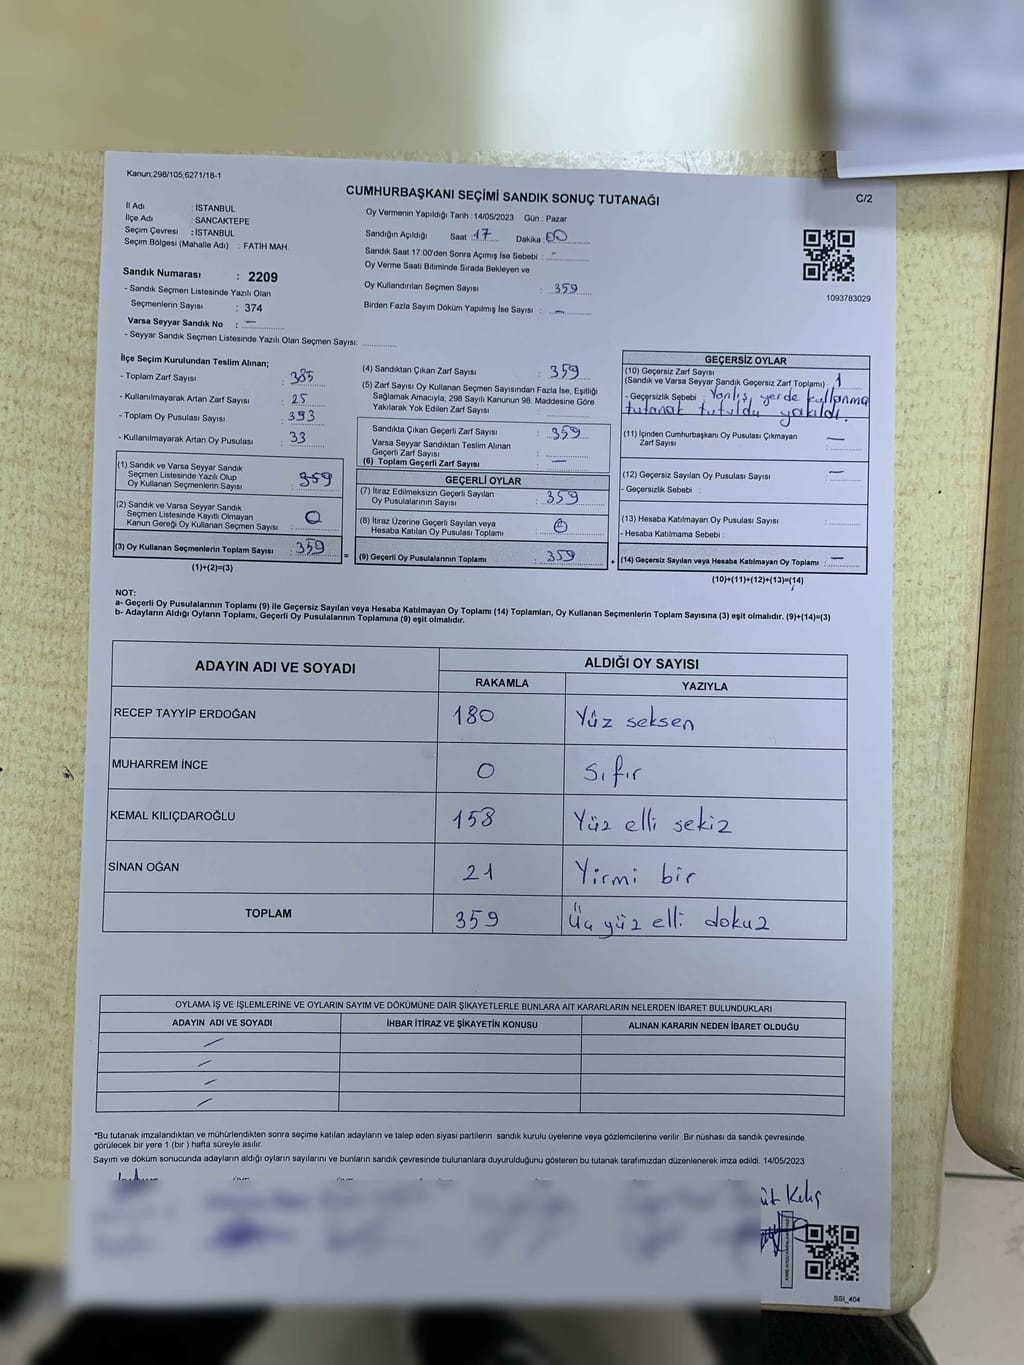 Kanun;298/105;6271/18-1
CUMHURBAŞKANI SEÇİMİ SANDIK SONUÇ TUTANAĞI
C/2
İl Adı : İSTANBUL
İlçe Adı : SANCAKTEPE
Seçim Çevresi : İSTANBUL
Seçim Bölgesi (Mahalle Adı) : FATİH MAH.
Sandık Numarası : 2209
- Sandık Seçmen Listesinde Yazılı Olan
Seçmenlerin Sayısı : 374
Varsa Seyyar Sandık No : —
- Seyyar Sandık Seçmen Listesinde Yazılı Olan Seçmen Sayısı:
Oy Vermenin Yapıldığı Tarih : 14/05/2023 Gün : Pazar
Sandığın Açıldığı Saat 17 Dakika : 00
Sandık Saat 17:00'den Sonra Açımış İse Sebebi : -
Oy Verme Saati Bitiminde Sırada Bekleyen ve
Oy Kullandırılan Seçmen Sayısı : 359
Birden Fazla Sayım Döküm Yapılmış İse Sayısı : —
1093783029
İlçe Seçim Kurulundan Teslim Alınan;
- Toplam Zarf Sayısı : 385
- Kullanılmayarak Artan Zarf Sayısı : 25
- Toplam Oy Pusulası Sayısı : 393
- Kullanılmayarak Artan Oy Pusulası : 33
(1) Sandık ve Varsa Seyyar Sandık
Seçmen Listesinde Yazılı Olup
Oy Kullanan Seçmenlerin Sayısı : 359
(2) Sandık ve Varsa Seyyar Sandık
Seçmen Listesinde Kayıtlı Olmayan
Kanun Gereği Oy Kullanan Seçmen Sayısı : 0
(3) Oy Kullanan Seçmenlerin Toplam Sayısı : 359
(1)+(2)=(3)
(4) Sandıktan Çıkan Zarf Sayısı : 359
(5) Zarf Sayısı Oy Kullanan Seçmen Sayısından Fazla İse, Eşitliği
Sağlamak Amacıyla; 298 Sayılı Kanunun 98. Maddesine Göre
Yakılarak Yok Edilen Zarf Sayısı :
Sandıkta Çıkan Geçerli Zarf Sayısı : 359
Varsa Seyyar Sandıktan Teslim Alınan
Geçerli Zarf Sayısı :
(6) Toplam Geçerli Zarf Sayısı : —
GEÇERLİ OYLAR
(7) İtiraz Edilmeksizin Geçerli Sayılan
Oy Pusulalarının Sayısı : 359
(8) İtiraz Üzerine Geçerli Sayılan veya
Hesaba Katılan Oy Pusulası Toplamı : 0
= (9) Geçerli Oy Pusulalarının Toplamı : 359
GEÇERSİZ OYLAR
(10) Geçersiz Zarf Sayısı
(Sandık ve Varsa Seyyar Sandık Geçersiz Zarf Toplamı) : 1
- Geçersizlik Sebebi : Yanlış yerde kullanma
tutanak tutuldu yakıldı.
(11) İçinden Cumhurbaşkanı Oy Pusulası Çıkmayan
Zarf Sayısı : —
(12) Geçersiz Sayılan Oy Pusulası Sayısı : —
- Geçersizlik Sebebi :
(13) Hesaba Katılmayan Oy Pusulası Sayısı :
- Hesaba Katılmama Sebebi :
+ (14) Geçersiz Sayılan veya Hesaba Katılmayan Oy Toplamı : —
(10)+(11)+(12)+(13)=(14)
NOT:
a- Geçerli Oy Pusulalarının Toplamı (9) ile Geçersiz Sayılan veya Hesaba Katılmayan Oy Toplamı (14) Toplamları, Oy Kullanan Seçmenlerin Toplam Sayısına (3) eşit olmalıdır. (9)+(14)=(3)
b- Adayların Aldığı Oyların Toplamı, Geçerli Oy Pusulalarının Toplamına (9) eşit olmalıdır.
ADAYIN ADI VE SOYADI
ALDIĞI OY SAYISI
RAKAMLA YAZIYLA
RECEP TAYYİP ERDOĞAN 180 Yüz seksen
MUHARREM İNCE 0 Sıfır
KEMAL KILIÇDAROĞLU 158 Yüz elli sekiz
SİNAN OĞAN 21 Yirmi bir
TOPLAM 359 Üç yüz elli dokuz
OYLAMA İŞ VE İŞLEMLERİNE VE OYLARIN SAYIM VE DÖKÜMÜNE DAİR ŞİKAYETLERLE BUNLARA AİT KARARLARIN NELERDEN İBARET BULUNDUKLARI
ADAYIN ADI VE SOYADI İHBAR İTİRAZ VE ŞİKAYETİN KONUSU ALINAN KARARIN NEDEN İBARET OLDUĞU
*Bu tutanak imzalandıktan ve mühürlendikten sonra seçime katılan adayların ve talep eden siyasi partilerin sandık kurulu üyelerine veya gözlemcilerine verilir. Bir nüshası da sandık çevresinde
görülecek bir yere 1 (bir ) hafta süreyle asılır.
Sayım ve döküm sonucunda adayların aldığı oyların sayılarını ve bunların sandık çevresinde bulunanlara duyurulduğunu gösteren bu tutanak tarafımızdan düzenlenerek imza edildi. 14/05/2023
Kılıç
SSI_404